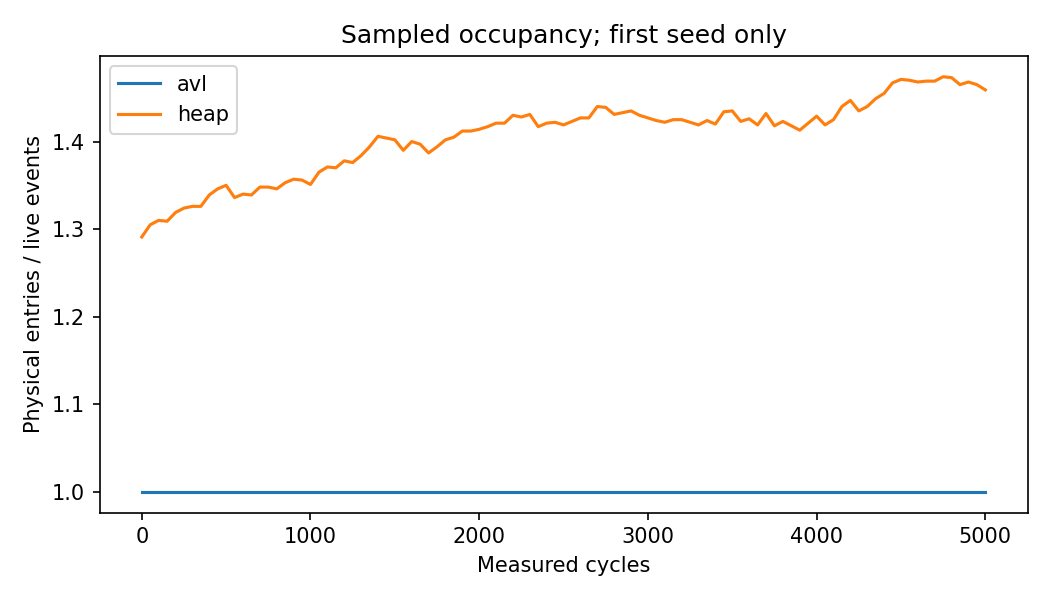 Sampled occupancy; first seed only
avl
heap
Physical entries / live events
1.4
1.3
1.2
1.1
1.0
0 1000 2000 3000 4000 5000
Measured cycles